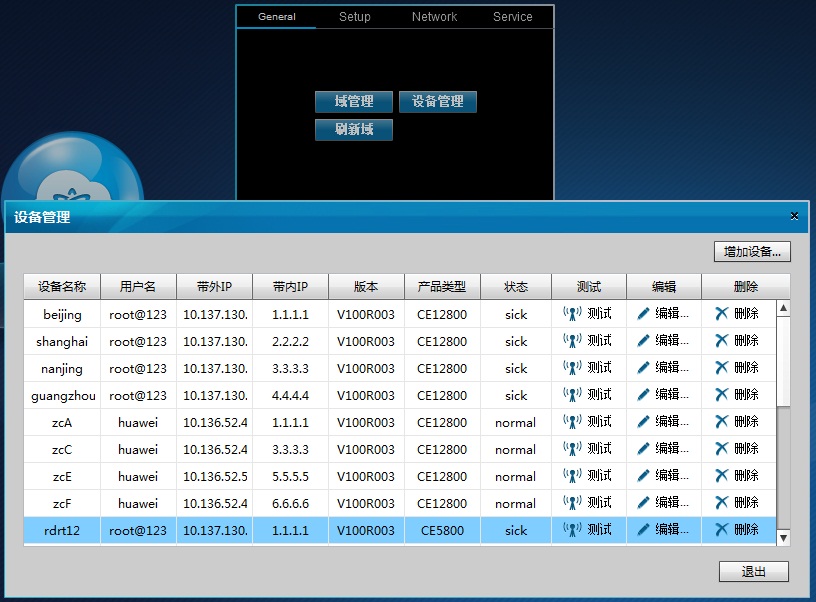 General Setup Network Service
域管理 设备管理
刷新域
设备管理
增加设备...
设备名称 用户名 带外IP 带内IP 版本 产品类型 状态 测试 编辑 删除
beijing root@123 10.137.130. 1.1.1.1 V100R003 CE12800 sick 测试 编辑... 删除
shanghai root@123 10.137.130. 2.2.2.2 V100R003 CE12800 sick 测试 编辑... 删除
nanjing root@123 10.137.130. 3.3.3.3 V100R003 CE12800 sick 测试 编辑... 删除
guangzhou root@123 10.137.130. 4.4.4.4 V100R003 CE12800 sick 测试 编辑... 删除
zcA huawei 10.136.52.4 1.1.1.1 V100R003 CE12800 normal 测试 编辑... 删除
zcC huawei 10.136.52.4 3.3.3.3 V100R003 CE12800 normal 测试 编辑... 删除
zcE huawei 10.136.52.5 5.5.5.5 V100R003 CE12800 normal 测试 编辑... 删除
zcF huawei 10.136.52.4 6.6.6.6 V100R003 CE12800 normal 测试 编辑... 删除
rdrt12 root@123 10.137.130. 1.1.1.1 V100R003 CE5800 sick 测试 编辑... 删除
退出